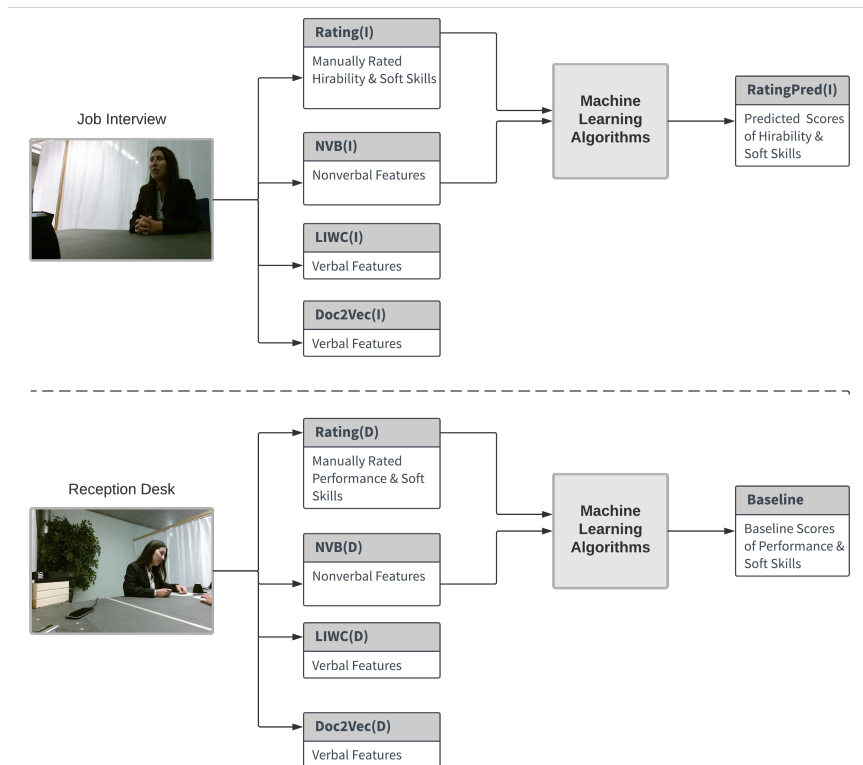 Rating(I)
Manually Rated
Hirability & Soft Skills
Job Interview
NVB(I)
Nonverbal Features
LIWC(I)
Verbal Features
Doc2Vec(I)
Verbal Features
Machine
Learning
Algorithms
RatingPred(I)
Predicted Scores
of Hirability &
Soft Skills
Reception Desk
Rating(D)
Manually Rated
Performance & Soft
Skills
NVB(D)
Nonverbal Features
LIWC(D)
Verbal Features
Doc2Vec(D)
Verbal Features
Machine
Learning
Algorithms
Baseline
Baseline Scores
of Performance &
Soft Skills